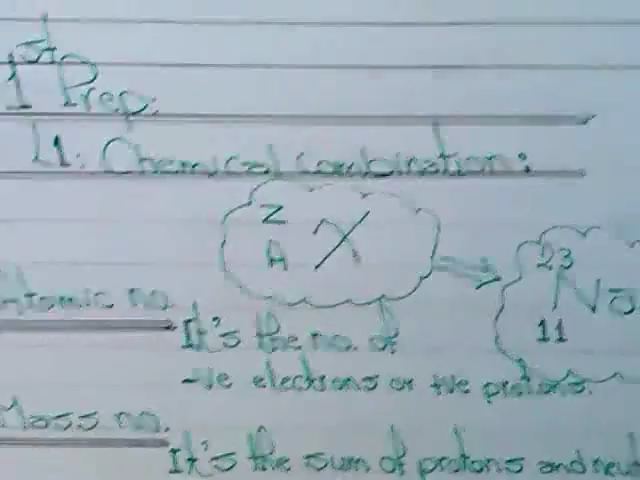 1st Prep:
L1: Chemical combination:
Z
A X
23
Na
11
Atomic no.
It's the no. of
-ve electrons or +ve protons.
Mass no.
It's the sum of protons and